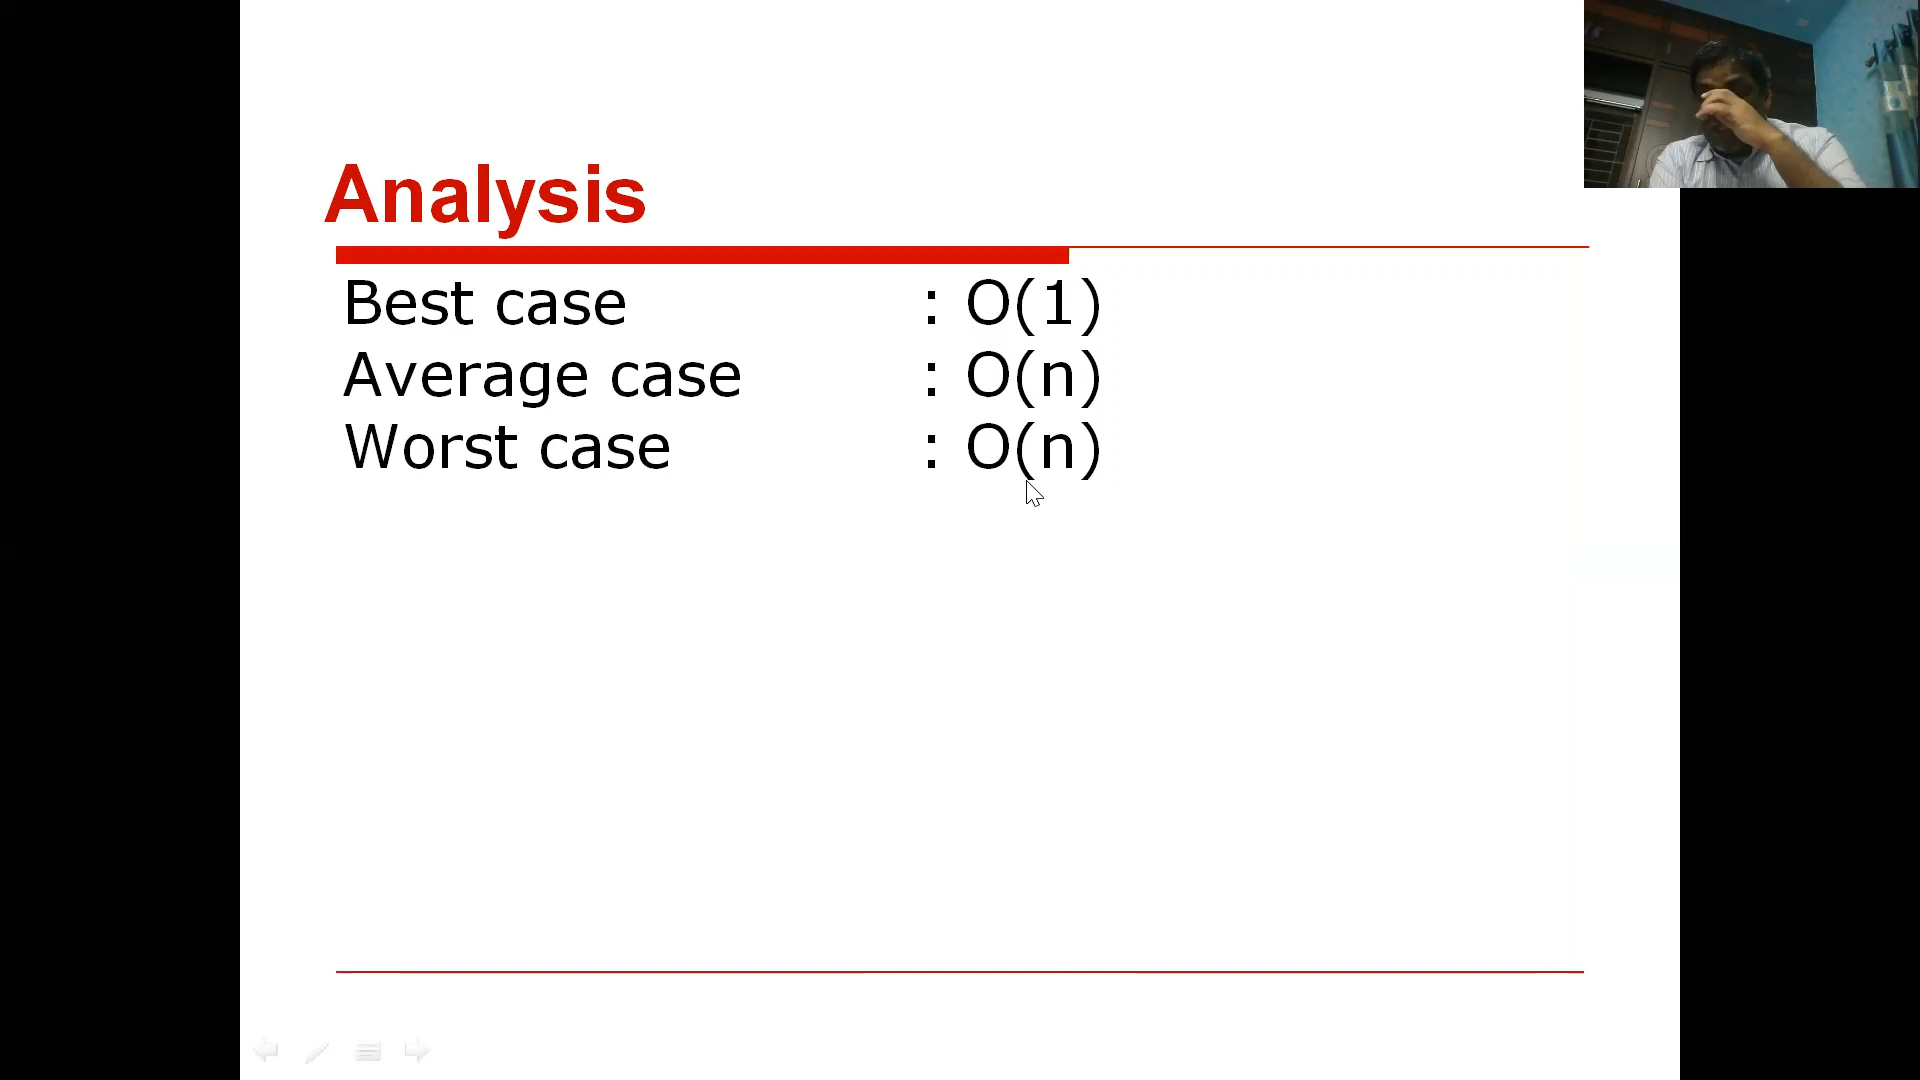 Analysis
Best case : O(1)
Average case : O(n)
Worst case : O(n)